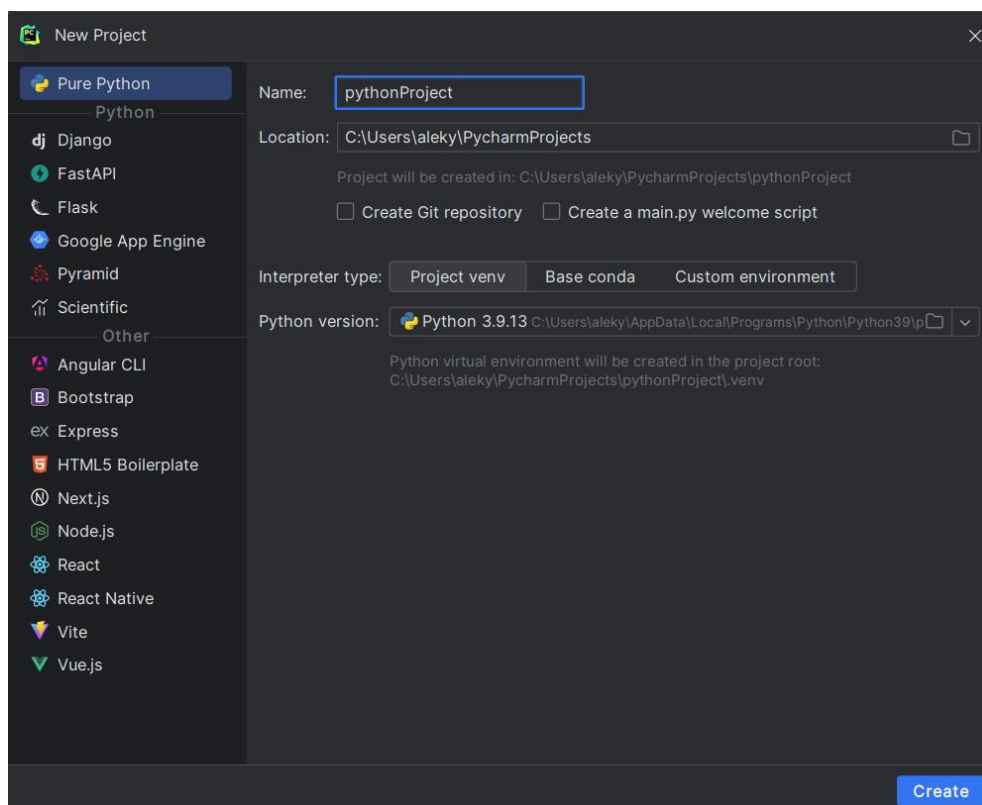 New Project
Pure Python
Python
dj Django
FastAPI
Flask
Google App Engine
Pyramid
Scientific
Other
Angular CLI
B Bootstrap
ex Express
HTML5 Boilerplate
N Next.js
JS Node.js
React
React Native
Vite
Vue.js
Name: pythonProject
Location: C:\Users\aleky\PycharmProjects
Project will be created in: C:\Users\aleky\PycharmProjects\pythonProject
Create Git repository Create a main.py welcome script
Interpreter type: Project venv Base conda Custom environment
Python version: Python 3.9.13 C:\Users\aleky\AppData\Local\Programs\Python\Python39\p
Python virtual environment will be created in the project root:
C:\Users\aleky\PycharmProjects\pythonProject\.venv
Create